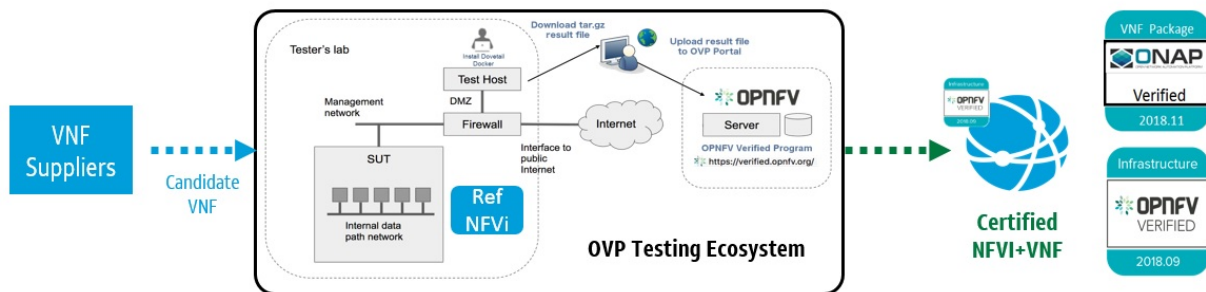 VNF
Suppliers
Candidate
VNF
Tester's lab
Install Dovetail
Docker
Test Host
DMZ
Management
network
Firewall
SUT
Internal data
path network
Interface to
public
Internet
Ref
NFVi
Internet
Download tar.gz
result file
Upload result file
to OVP Portal
OPNFV
Server
OPNFV Verified Program
https://verified.opnfv.org/
OVP Testing Ecosystem
Infrastructure
OPNFV
VERIFIED
2018.09
Certified
NFVI+VNF
VNF Package
ONAP
Verified
2018.11
Infrastructure
OPNFV
VERIFIED
2018.09